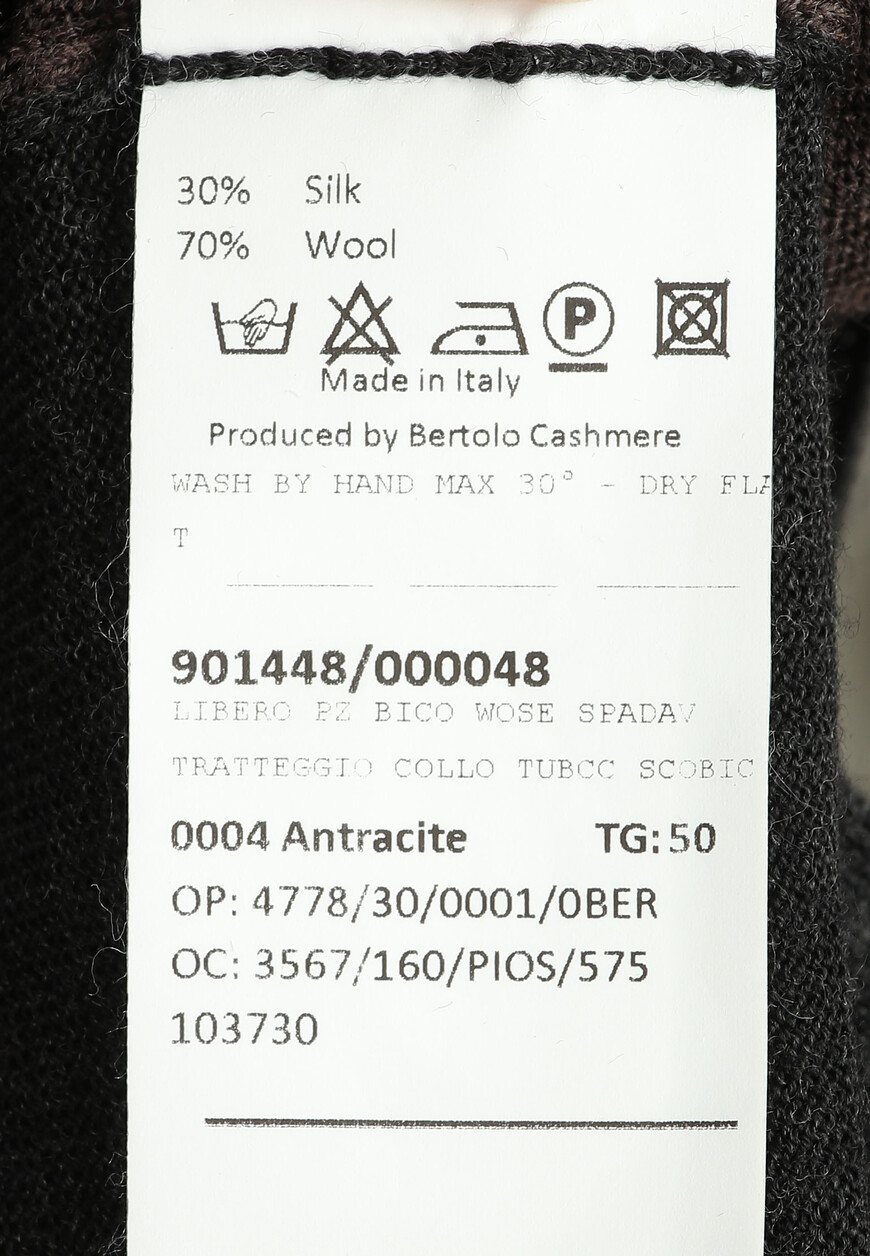 30% Silk
70% Wool
P
Made in Italy
Produced by Bertolo Cashmere
WASH BY HAND MAX 30° - DRY FLA
T
901448/000048
LIBERO PZ BICO WOSE SPADAV
TRATTEGGIO COLLO TUBCC SCOBIC
0004 Antracite TG: 50
OP: 4778/30/0001/0BER
OC: 3567/160/PIOS/575
103730